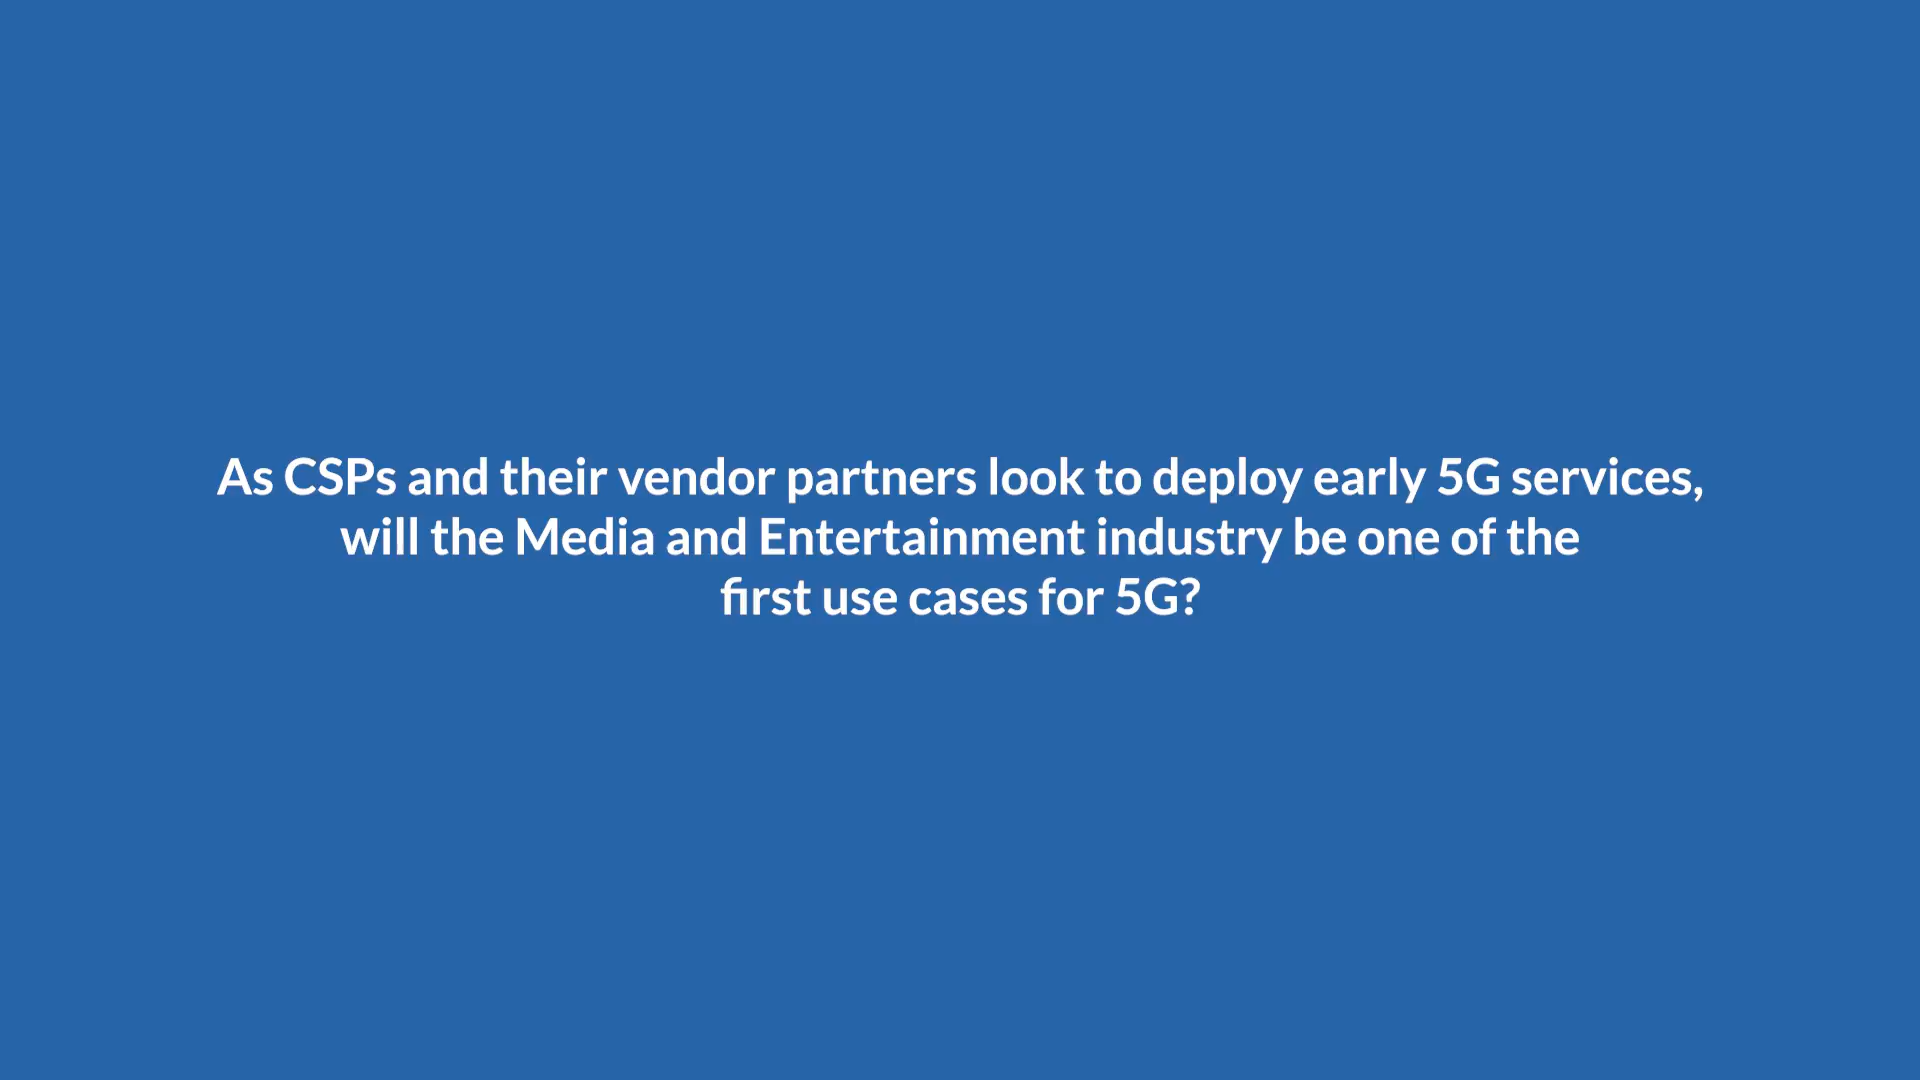 As CSPs and their vendor partners look to deploy early 5G services,
will the Media and Entertainment industry be one of the
first use cases for 5G?